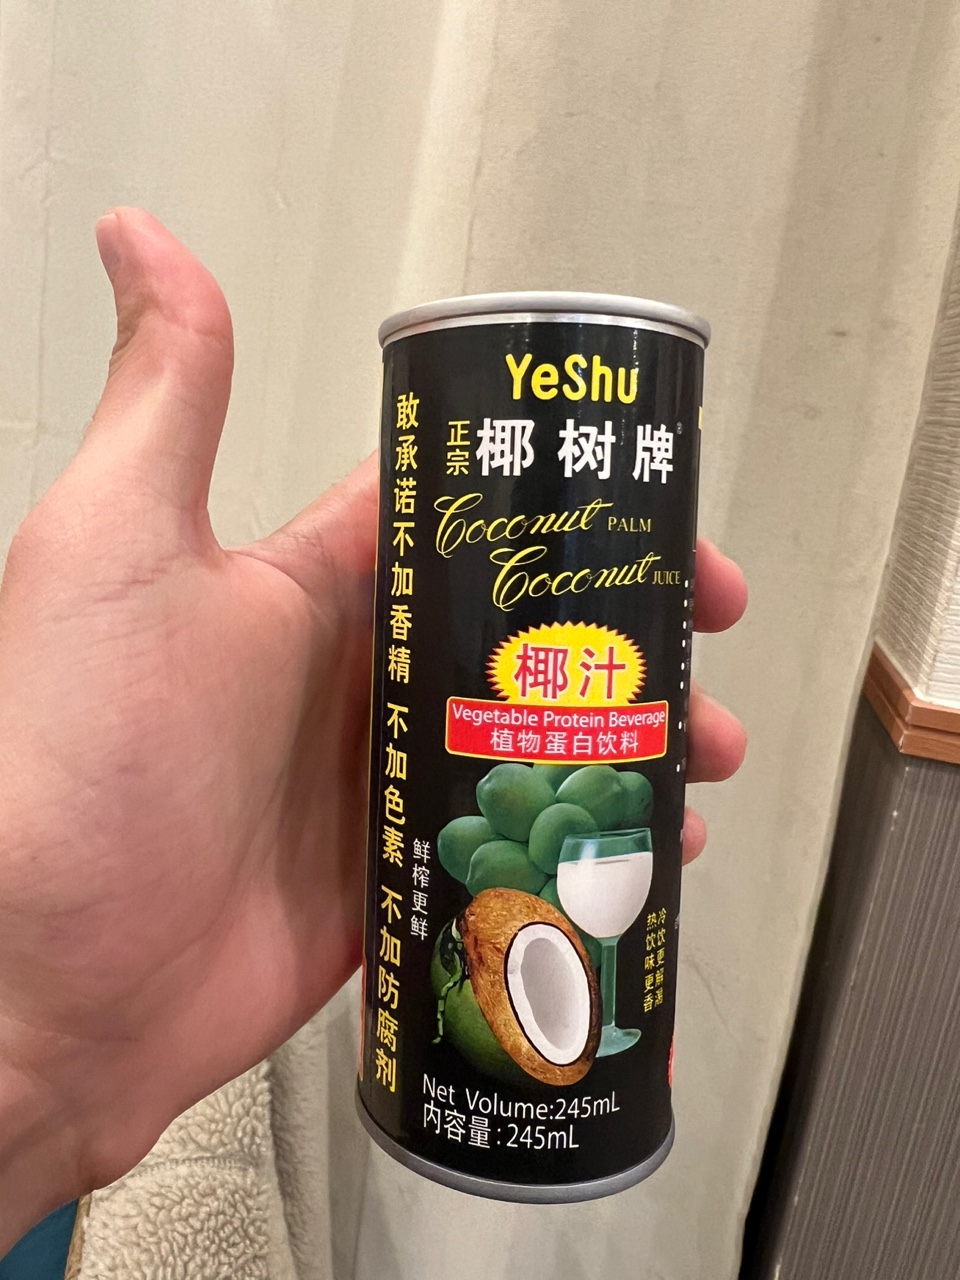 YeShu
正宗
椰树牌®
Coconut PALM
Coconut JUICE
椰汁
Vegetable Protein Beverage
植物蛋白饮料
敢承诺不加香精 不加色素 不加防腐剂
鲜榨更鲜
冷饮更解渴
热饮味更香
Net Volume:245mL
内容量:245mL